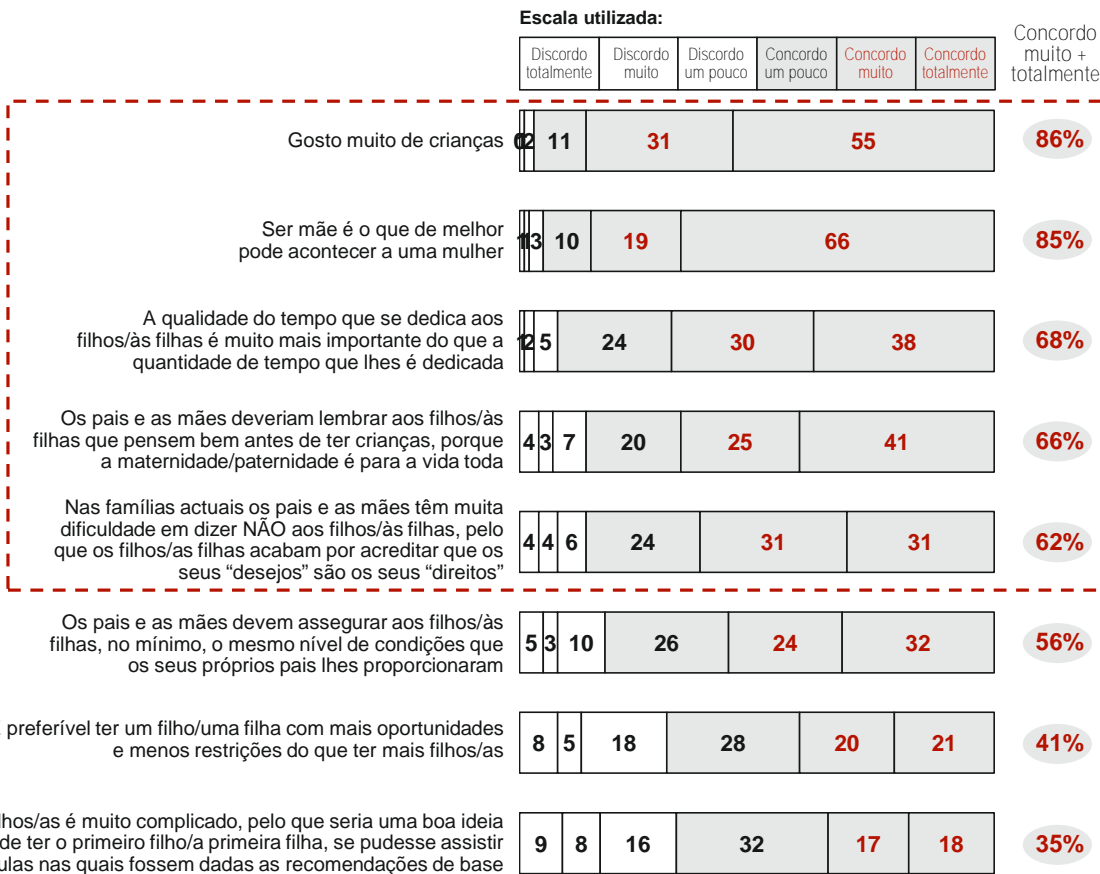 Escala utilizada:
Discordo totalmente
Discordo muito
Discordo um pouco
Concordo um pouco
Concordo muito
Concordo totalmente
Concordo
muito +
totalmente
Gosto muito de crianças
2 11 31 55 86%
Ser mãe é o que de melhor
pode acontecer a uma mulher
1 1 3 10 19 66 85%
A qualidade do tempo que se dedica aos
filhos/às filhas é muito mais importante do que a
quantidade de tempo que lhes é dedicada
1 2 5 24 30 38 68%
Os pais e as mães deveriam lembrar aos filhos/às
filhas que pensem bem antes de ter crianças, porque
a maternidade/paternidade é para a vida toda
4 3 7 20 25 41 66%
Nas famílias actuais os pais e as mães têm muita
dificuldade em dizer NÃO aos filhos/às filhas, pelo
que os filhos/as filhas acabam por acreditar que os
seus “desejos” são os seus “direitos”
4 4 6 24 31 31 62%
Os pais e as mães devem assegurar aos filhos/às
filhas, no mínimo, o mesmo nível de condições que
os seus próprios pais lhes proporcionaram
5 3 10 26 24 32 56%
preferível ter um filho/uma filha com mais oportunidades
e menos restrições do que ter mais filhos/as
8 5 18 28 20 21 41%
lhos/as é muito complicado, pelo que seria uma boa ideia
de ter o primeiro filho/a primeira filha, se pudesse assistir
ulas nas quais fossem dadas as recomendações de base
9 8 16 32 17 18 35%